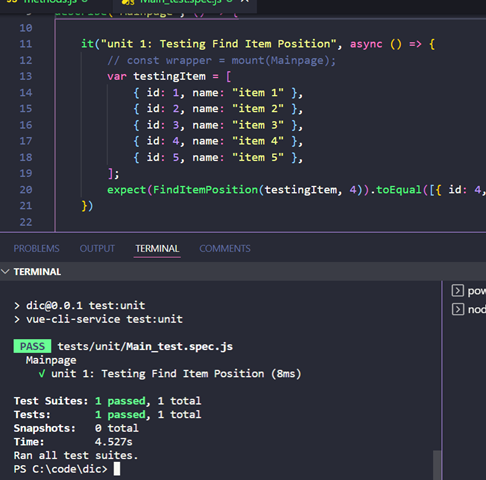 methods.js Main_test.spec.js
9 describe("Mainpage", () => {
10
11 it("unit 1: Testing Find Item Position", async () => {
12 // const wrapper = mount(Mainpage);
13 var testingItem = [
14 { id: 1, name: "item 1" },
15 { id: 2, name: "item 2" },
16 { id: 3, name: "item 3" },
17 { id: 4, name: "item 4" },
18 { id: 5, name: "item 5" },
19 ];
20 expect(FindItemPosition(testingItem, 4)).toEqual([{ id: 4,
21 })
22
PROBLEMS OUTPUT TERMINAL COMMENTS
TERMINAL
> dic@0.0.1 test:unit
> vue-cli-service test:unit
PASS tests/unit/Main_test.spec.js
Mainpage
√ unit 1: Testing Find Item Position (8ms)
Test Suites: 1 passed, 1 total
Tests: 1 passed, 1 total
Snapshots: 0 total
Time: 4.527s
Ran all test suites.
PS C:\code\dic>
pow
nod